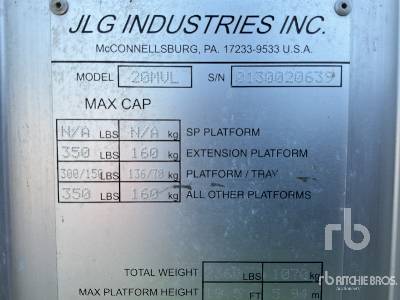 JLG INDUSTRIES INC.
McCONNELLSBURG, PA. 17233-9533 U.S.A.
MODEL 20MVL S/N 2130020639
MAX CAP
N/A LBS N/A kg SP PLATFORM
350 LBS 160 kg EXTENSION PLATFORM
300/150 LBS 136/70 kg PLATFORM / TRAY
350 LBS 160 kg ALL OTHER PLATFORMS
rb
RITCHIE BROS.
Auctioneers
TOTAL WEIGHT LBS 1070 kg
MAX PLATFORM HEIGHT FT m